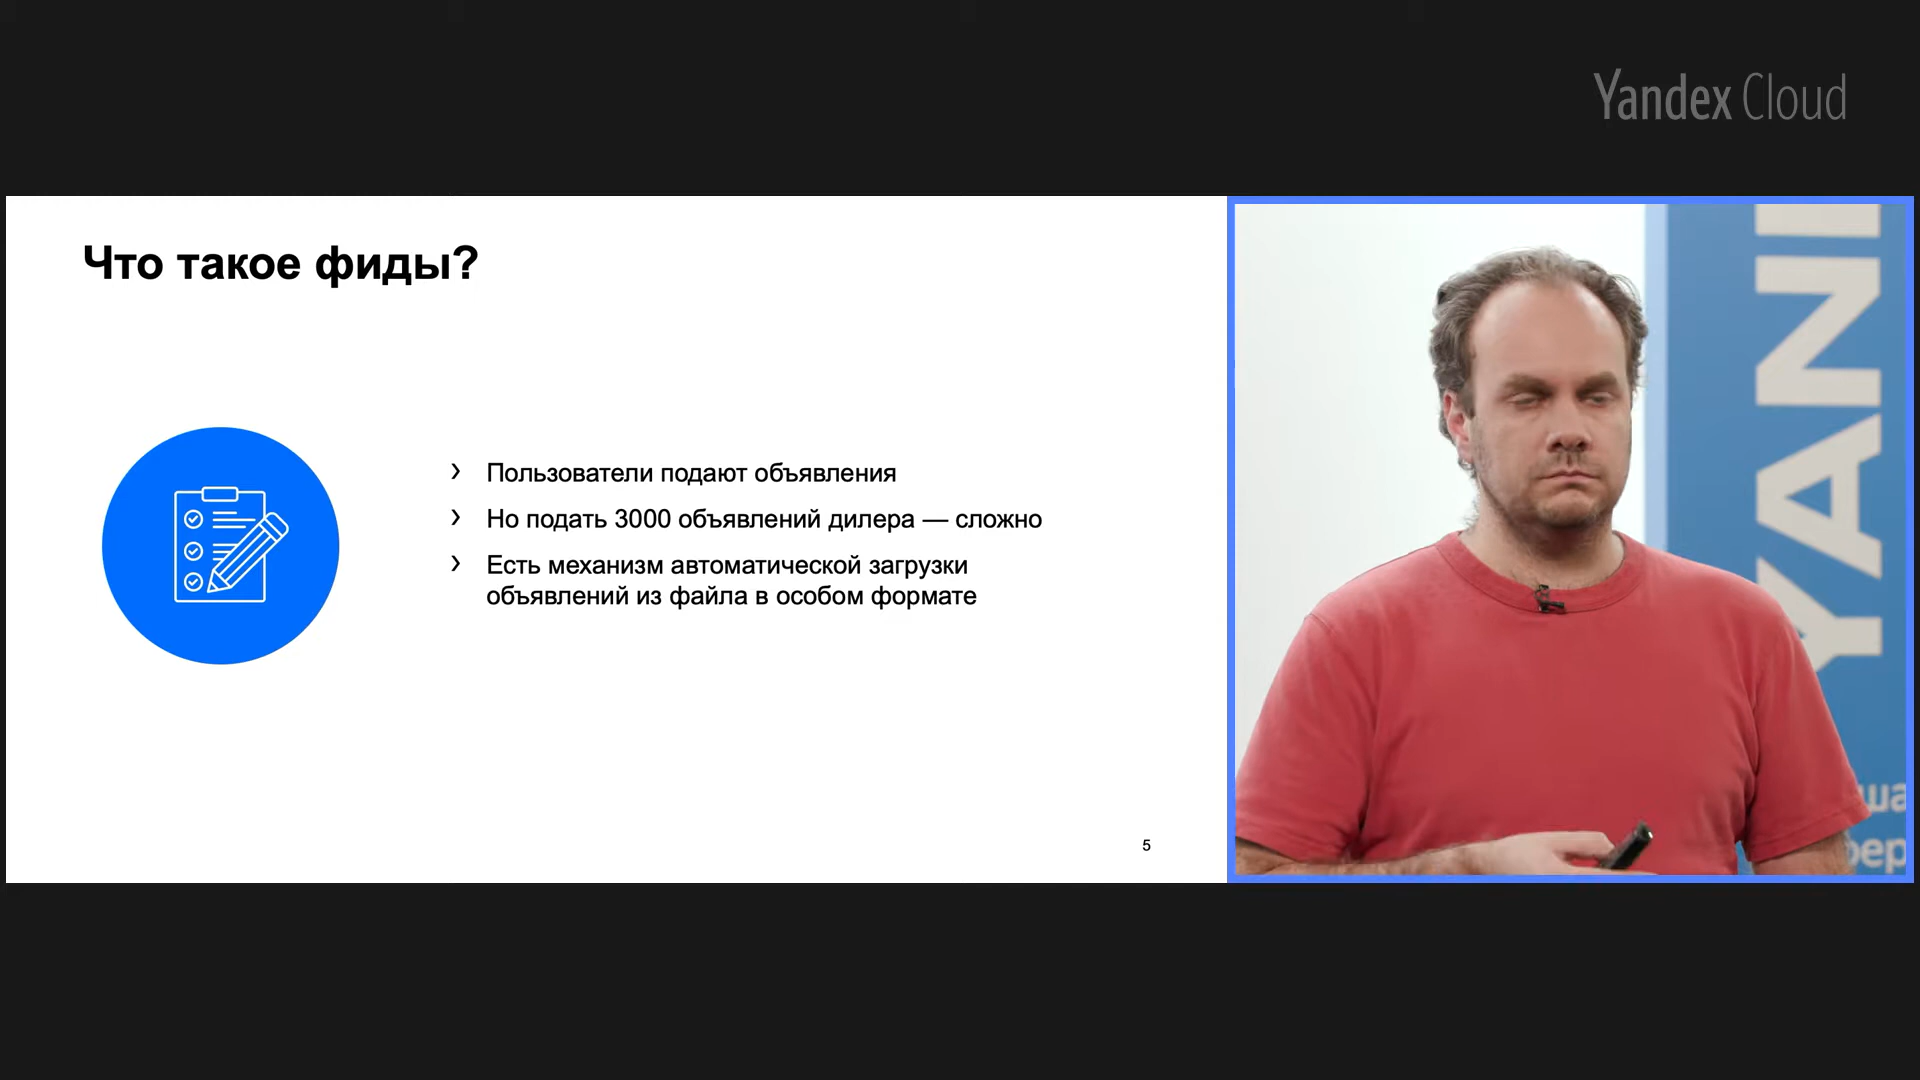 Yandex Cloud
Что такое фиды?
› Пользователи подают объявления
› Но подать 3000 объявлений дилера — сложно
› Есть механизм автоматической загрузки
объявлений из файла в особом формате
5
YAN